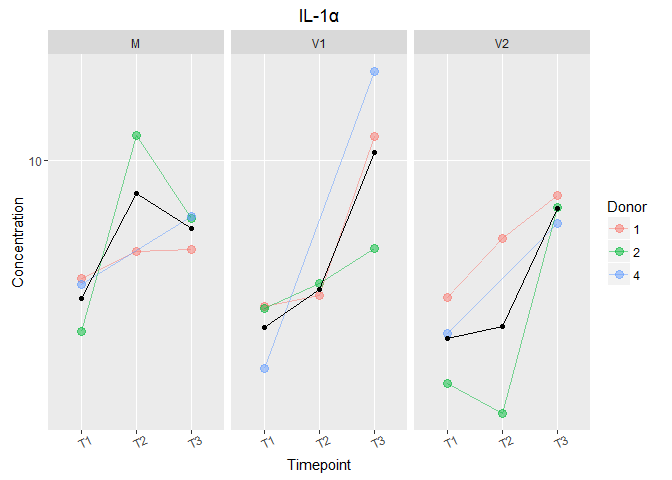 IL-1α
M V1 V2
10
Concentration
T1 T2 T3 T1 T2 T3 T1 T2 T3
Timepoint
Donor
1
2
4